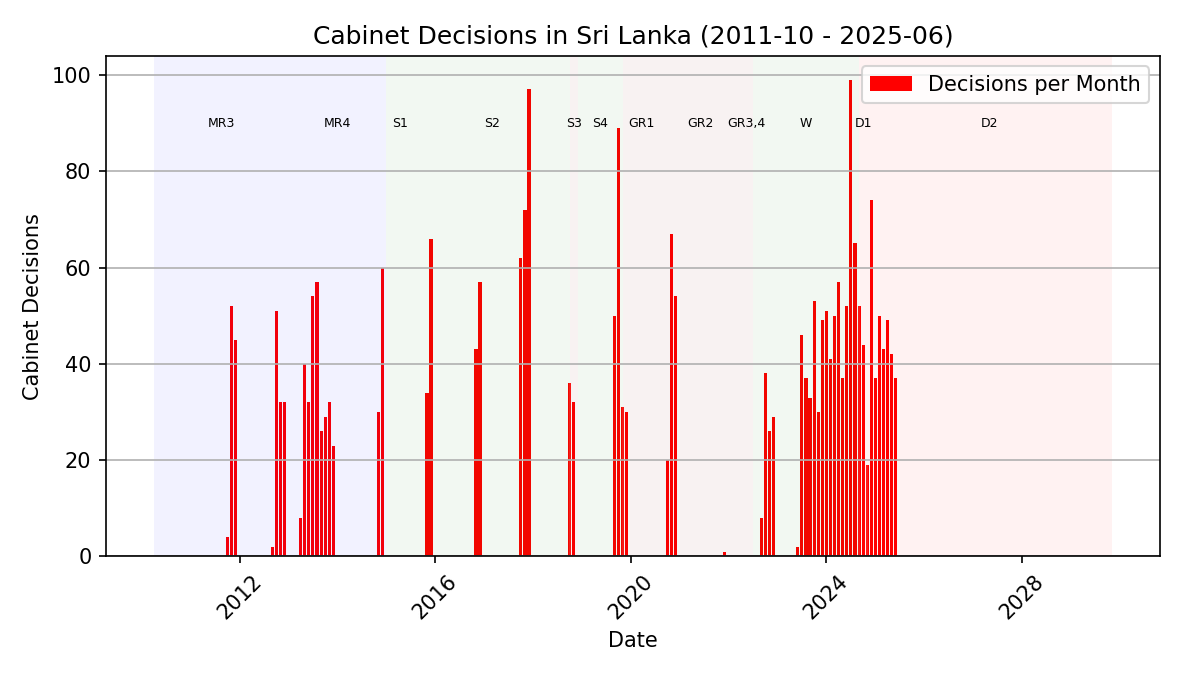 Cabinet Decisions in Sri Lanka (2011-10 - 2025-06)
Decisions per Month
MR3 MR4 S1 S2 S3 S4 GR1 GR2 GR3,4 W D1 D2
Cabinet Decisions
100
80
60
40
20
0
2012 2016 2020 2024 2028
Date